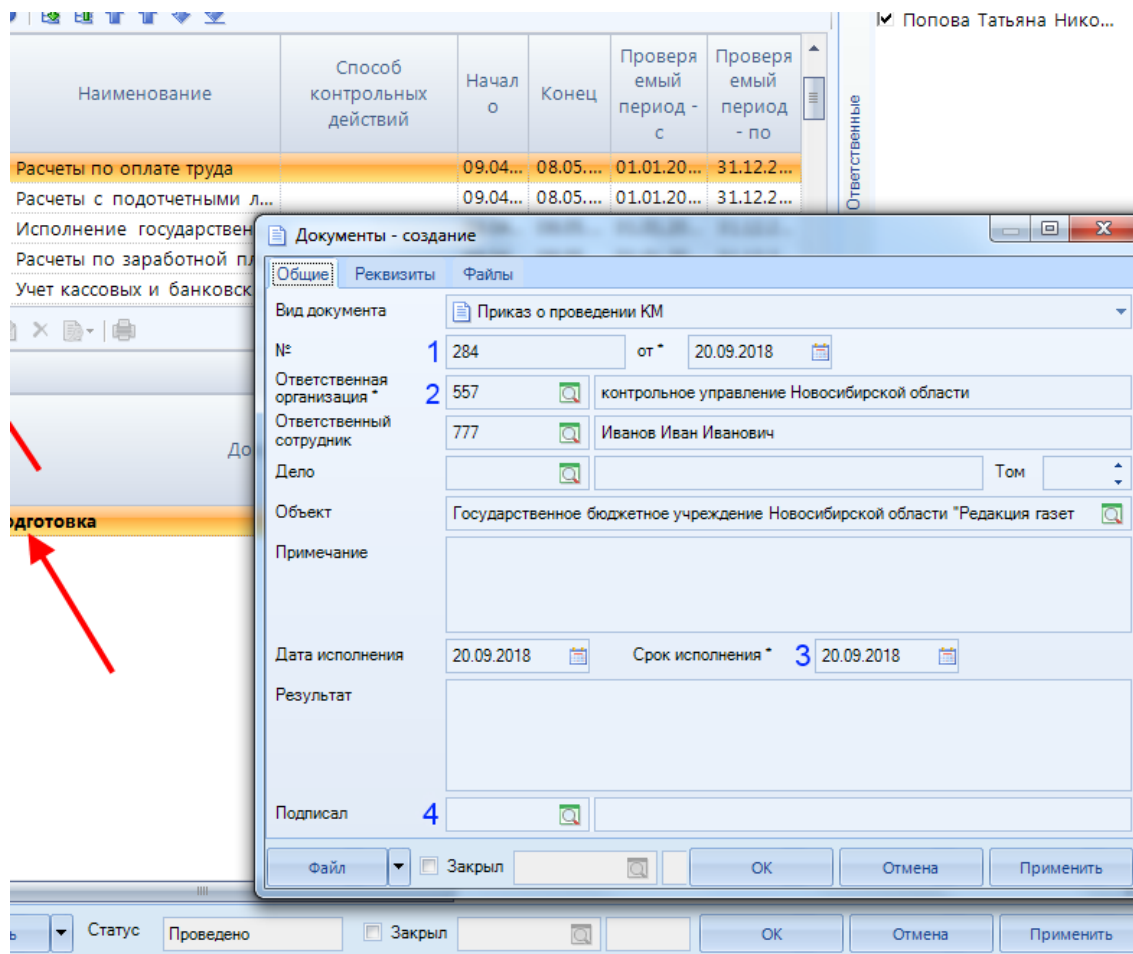 Попова Татьяна Нико...
Наименование
Способ
контрольных
действий
Начал
о
Конец
Проверя
емый
период -
с
Проверя
емый
период
- по
Ответственные
Расчеты по оплате труда 09.04... 08.05.... 01.01.20... 31.12.2...
Расчеты с подотчетными л... 09.04... 08.05.... 01.01.20... 31.12.2...
Исполнение государствен
Расчеты по заработной пл
Учет кассовых и банковск
До
одготовка
Документы - создание
Общие Реквизиты Файлы
Вид документа Приказ о проведении КМ
№ 1 284 от * 20.09.2018
Ответственная
организация * 2 557 контрольное управление Новосибирской области
Ответственный
сотрудник 777 Иванов Иван Иванович
Дело Том
Объект Государственное бюджетное учреждение Новосибирской области "Редакция газет
Примечание
Дата исполнения 20.09.2018 Срок исполнения * 3 20.09.2018
Результат
Подписал 4
Файл Закрыл ОК Отмена Применить
ь Статус Проведено Закрыл ОК Отмена Применить